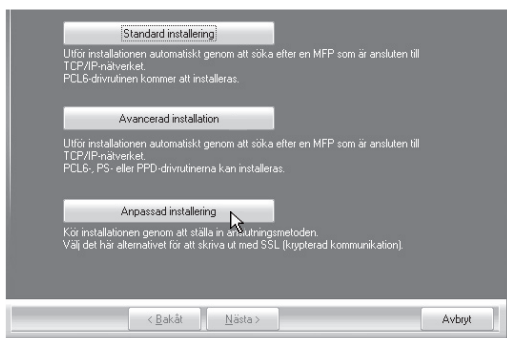 Standard installering
Utför installationen automatiskt genom att söka efter en MFP som är ansluten till
TCP/IP-nätverket.
PCL6-drivrutinen kommer att installeras.
Avancerad installation
Utför installationen automatiskt genom att söka efter en MFP som är ansluten till
TCP/IP-nätverket.
PCL6-, PS- eller PPD-drivrutinerna kan installeras.
Anpassad installering
Kör installationen genom att ställa in anslutningsmetoden.
Välj det här alternativet för att skriva ut med SSL (krypterad kommunikation).
< Bakåt
Nästa >
Avbryt